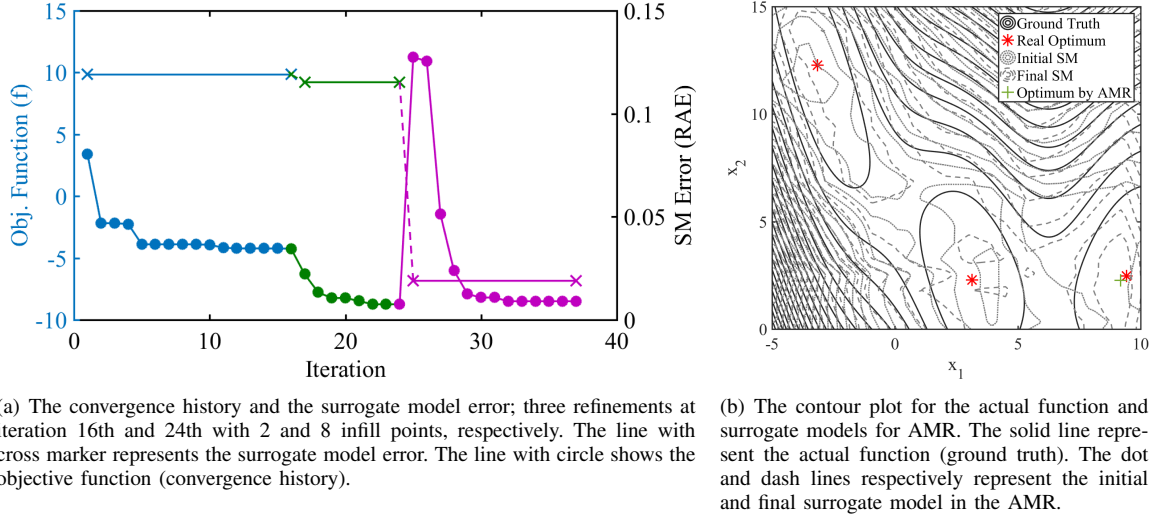 15
10
5
0
-5
-10
Obj. Function (f)
0
10
20
30
40
Iteration
0.15
0.1
0.05
0
SM Error (RAE)
15
10
5
0
x2
-5
0
5
10
x1
Ground Truth
Real Optimum
Initial SM
Final SM
Optimum by AMR
(a) The convergence history and the surrogate model error; three refinements at
iteration 16th and 24th with 2 and 8 infill points, respectively. The line with
cross marker represents the surrogate model error. The line with circle shows the
objective function (convergence history).
(b) The contour plot for the actual function and
surrogate models for AMR. The solid line repre-
sent the actual function (ground truth). The dot
and dash lines respectively represent the initial
and final surrogate model in the AMR.